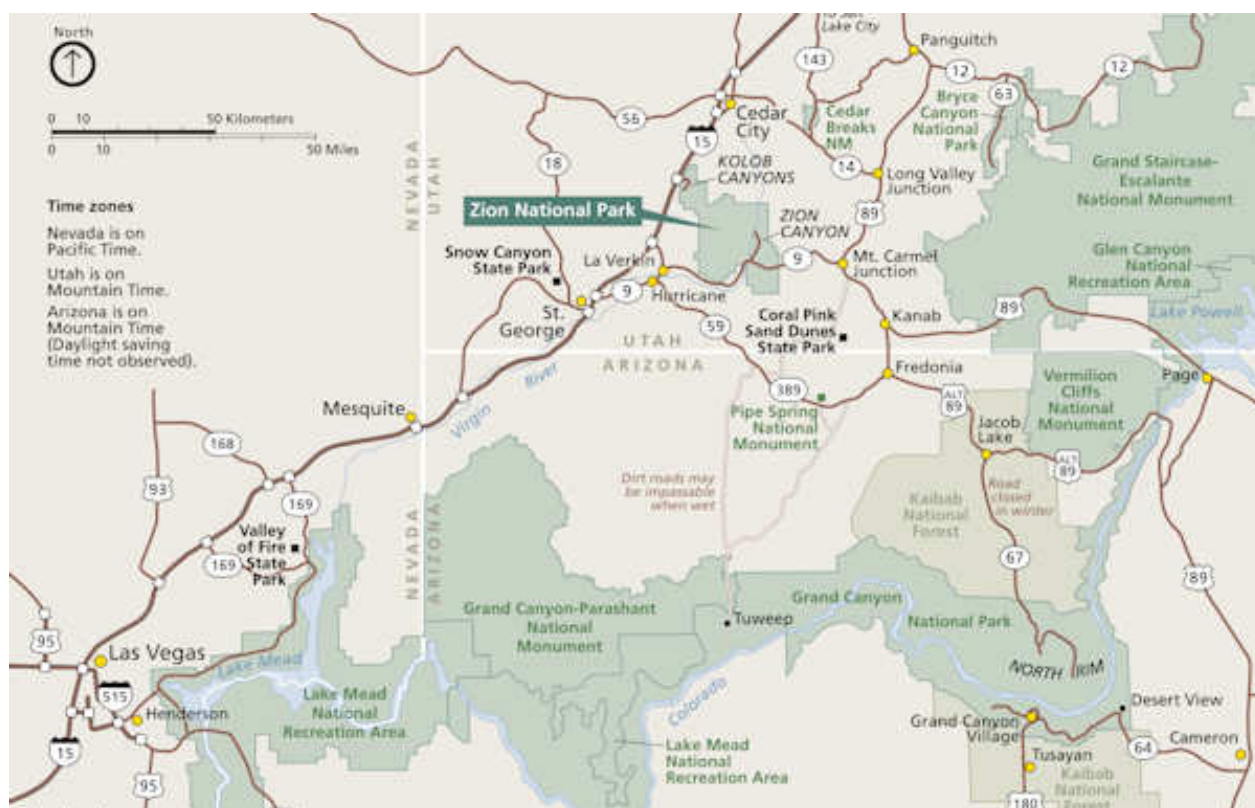 North
0 10 50 Kilometers
0 10 50 Miles
Time zones
Nevada is on
Pacific Time.
Utah is on
Mountain Time.
Arizona is on
Mountain Time
(Daylight saving
time not observed).
Lake City
Panguitch
143
12
12
63
Bryce
Canyon
National
Park
Cedar
Breaks
NM
56
Cedar
City
15
14
Long Valley
Junction
NEVADA
UTAH
18
KOLOB
CANYONS
Zion National Park
ZION
CANYON
89
Grand Staircase-
Escalante
National Monument
Glen Canyon
National
Recreation Area
Lake Powell
Snow Canyon
State Park
La Verkin
9
Mt. Carmel
Junction
St.
George
9
Hurricane
59
Coral Pink
Sand Dunes
State Park
Kanab
89
UTAH
ARIZONA
Fredonia
Page
Vermilion
Cliffs
National
Monument
389
ALT
89
Pipe Spring
National
Monument
Jacob
Lake
ALT
89
Mesquite
Virgin
River
168
93
169
169
Valley
of Fire
State
Park
Dirt roads may
be impassable
when wet
Road
closed
in winter
Kaibab
National
Forest
67
89
NEVADA
ARIZONA
Grand Canyon-Parashant
National
Monument
Tuweep
Grand Canyon
National Park
NORTH RIM
95
Las Vegas
515
Henderson
15
95
Lake Mead
Lake Mead
National
Recreation Area
Colorado
Lake Mead
National
Recreation Area
Desert View
Grand Canyon
Village
64
Cameron
Tusayan
Kaibab
National
Forest
180